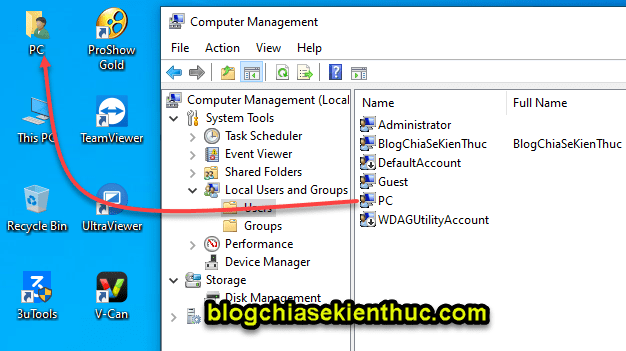 PC
ProShow
Gold
This PC
TeamViewer
Recycle Bin
UltraViewer
3uTools
V-Can
Computer Management
File Action View Help
Computer Management (Local
System Tools
Task Scheduler
Event Viewer
Shared Folders
Local Users and Groups
Users
Groups
Performance
Device Manager
Storage
Disk Management
Name Full Name
Administrator
BlogChiaSeKienThuc BlogChiaSeKienThuc
DefaultAccount
Guest
PC
WDAGUtilityAccount
blogchiasekienthuc.com